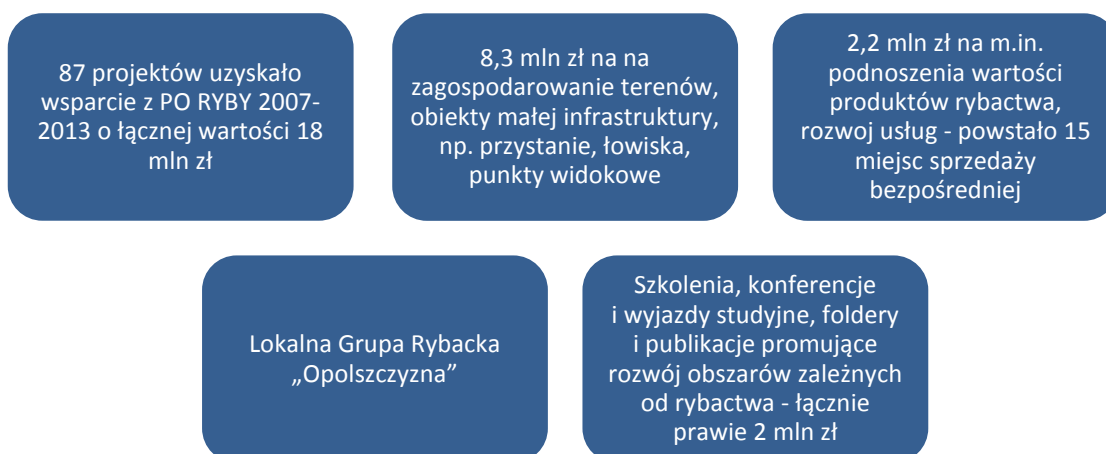 87 projektów uzyskało
wsparcie z PO RYBY 2007-
2013 o łącznej wartości 18
mln zł
8,3 mln zł na na
zagospodarowanie terenów,
obiekty małej infrastruktury,
np. przystanie, łowiska,
punkty widokowe
2,2 mln zł na m.in.
podnoszenia wartości
produktów rybactwa,
rozwoj usług - powstało 15
miejsc sprzedaży
bezpośredniej
Lokalna Grupa Rybacka
„Opolszczyzna”
Szkolenia, konferencje
i wyjazdy studyjne, foldery
i publikacje promujące
rozwój obszarów zależnych
od rybactwa - łącznie
prawie 2 mln zł